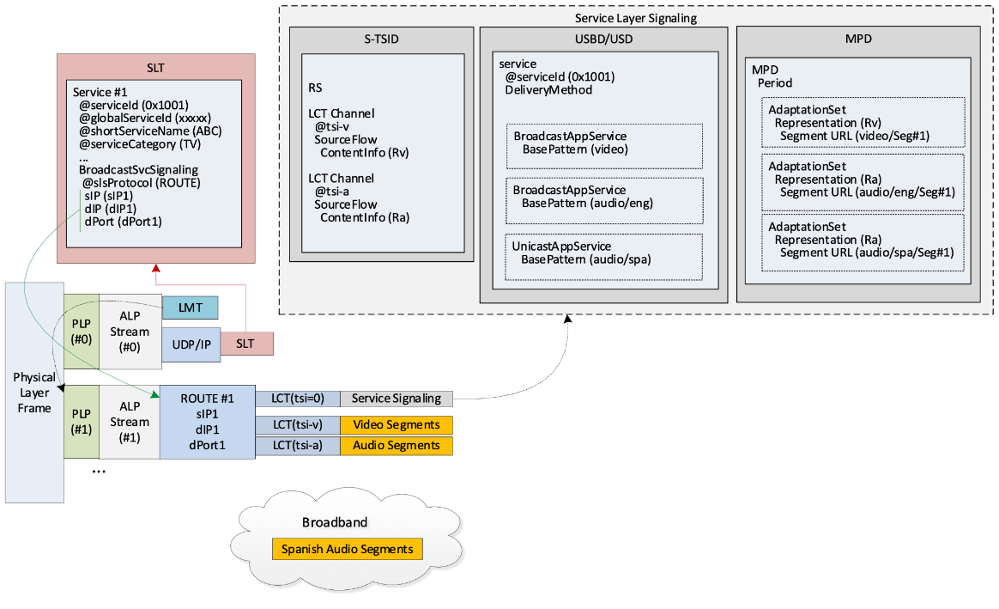 Service Layer Signaling
SLT
Service #1
@serviceId (0x1001)
@globalServiceId (xxxxx)
@shortServiceName (ABC)
@serviceCategory (TV)
...
BroadcastSvcSignaling
@slsProtocol (ROUTE)
sIP (sIP1)
dIP (dIP1)
dPort (dPort1)
S-TSID
RS
LCT Channel
@tsi-v
SourceFlow
ContentInfo (Rv)
LCT Channel
@tsi-a
SourceFlow
ContentInfo (Ra)
USBD/USD
service
@serviceId (0x1001)
DeliveryMethod
BroadcastAppService
BasePattern (video)
BroadcastAppService
BasePattern (audio/eng)
UnicastAppService
BasePattern (audio/spa)
MPD
MPD
Period
AdaptationSet
Representation (Rv)
Segment URL (video/Seg#1)
AdaptationSet
Representation (Ra)
Segment URL (audio/eng/Seg#1)
AdaptationSet
Representation (Ra)
Segment URL (audio/spa/Seg#1)
Physical
Layer
Frame
PLP
(#0)
ALP
Stream
(#0)
LMT
UDP/IP
SLT
PLP
(#1)
ALP
Stream
(#1)
ROUTE #1
sIP1
dIP1
dPort1
LCT(tsi=0)
Service Signaling
LCT(tsi-v)
Video Segments
LCT(tsi-a)
Audio Segments
...
Broadband
Spanish Audio Segments